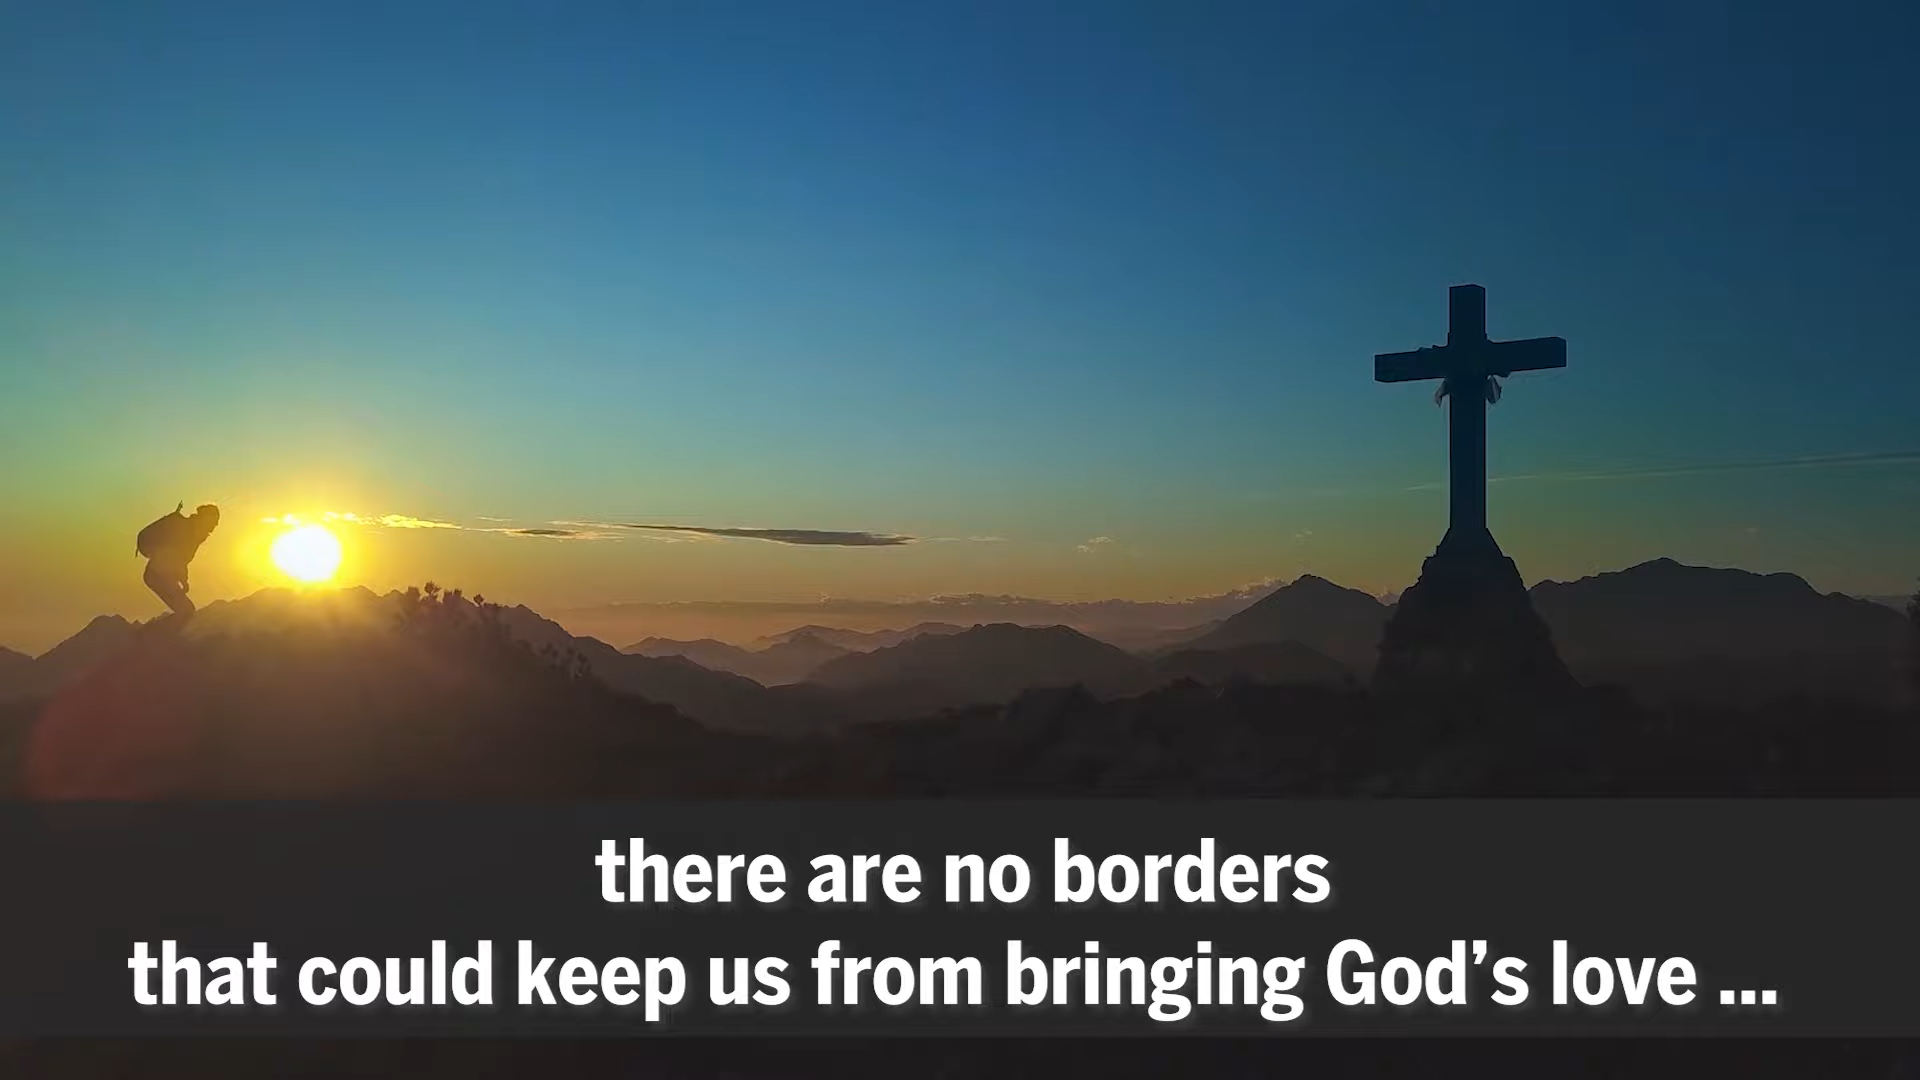 there are no borders
that could keep us from bringing God’s love ...